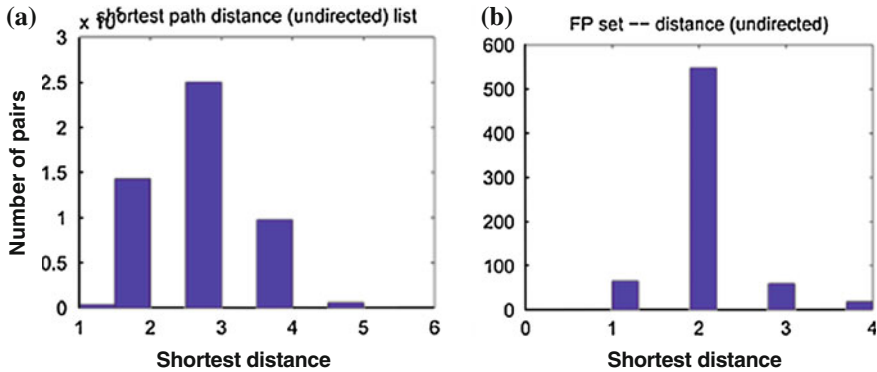 (a)
x 10⁵
shortest path distance (undirected) list
3
2.5
2
1.5
1
0.5
0
Number of pairs
1 2 3 4 5 6
Shortest distance
(b)
FP set -- distance (undirected)
600
500
400
300
200
100
0
0 1 2 3 4
Shortest distance